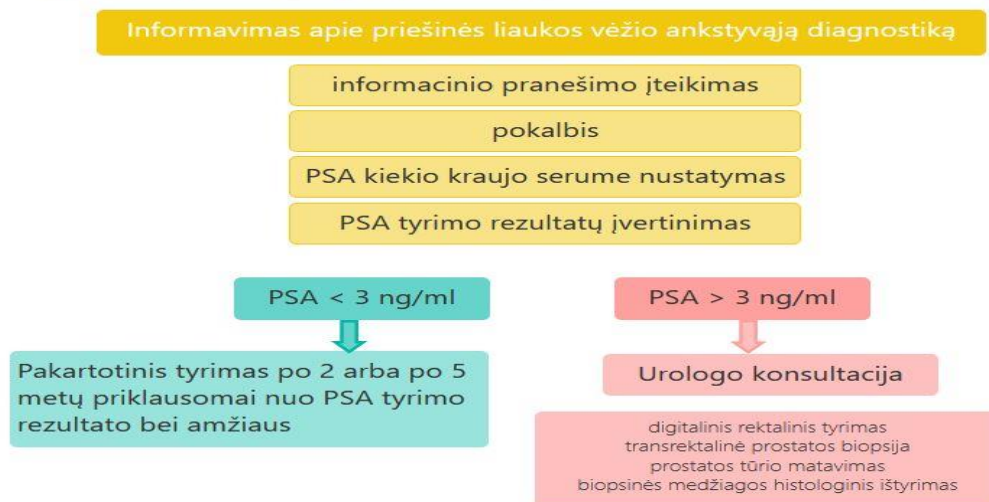 Informavimas apie priešinės liaukos vėžio ankstyvąją diagnostiką
informacinio pranešimo įteikimas
pokalbis
PSA kiekio kraujo serume nustatymas
PSA tyrimo rezultatų įvertinimas
PSA < 3 ng/ml
Pakartotinis tyrimas po 2 arba po 5
metų priklausomai nuo PSA tyrimo
rezultato bei amžiaus
PSA > 3 ng/ml
Urologo konsultacija
digitalinis rektalinis tyrimas
transrektalinė prostatos biopsija
prostatos tūrio matavimas
biopsinės medžiagos histologinis ištyrimas